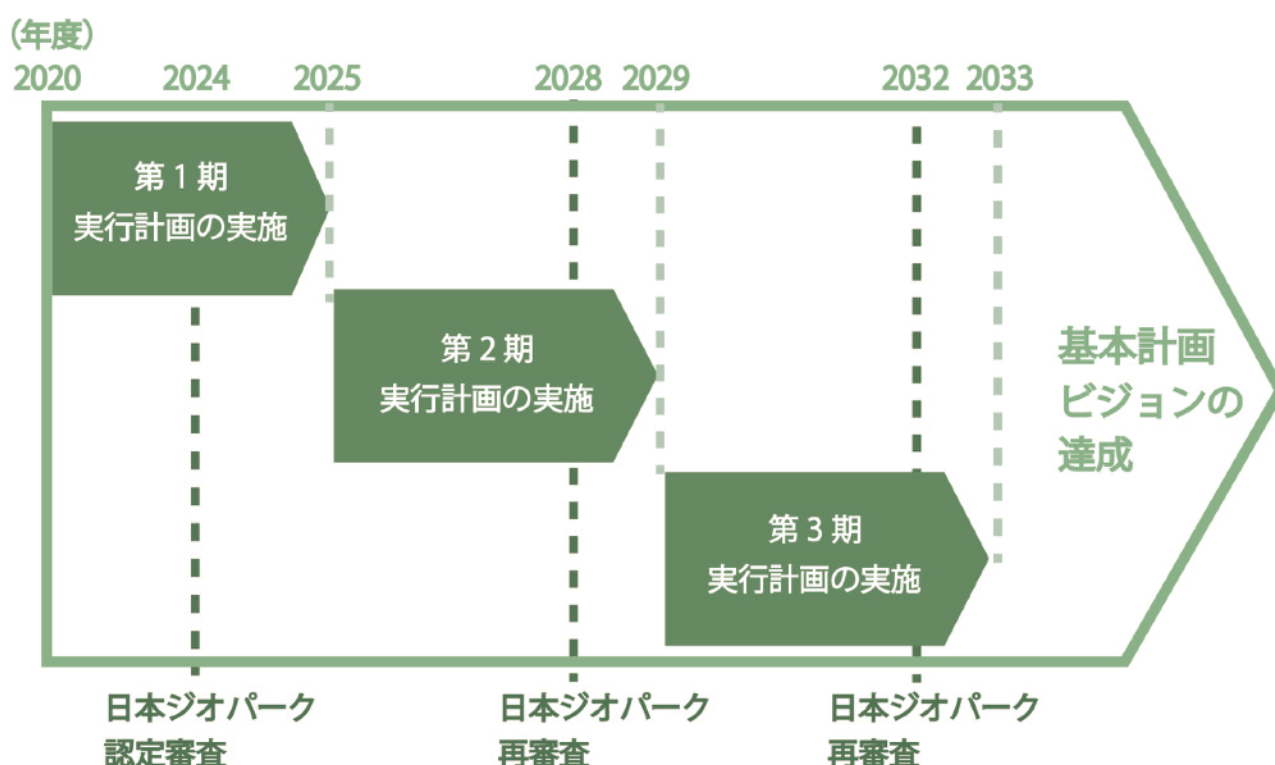 （年度）
2020 2024 2025 2028 2029 2032 2033
第 1 期
実行計画の実施
第 2 期
実行計画の実施
第 3 期
実行計画の実施
基本計画
ビジョンの
達成
日本ジオパーク
認定審査
日本ジオパーク
再審査
日本ジオパーク
再審査